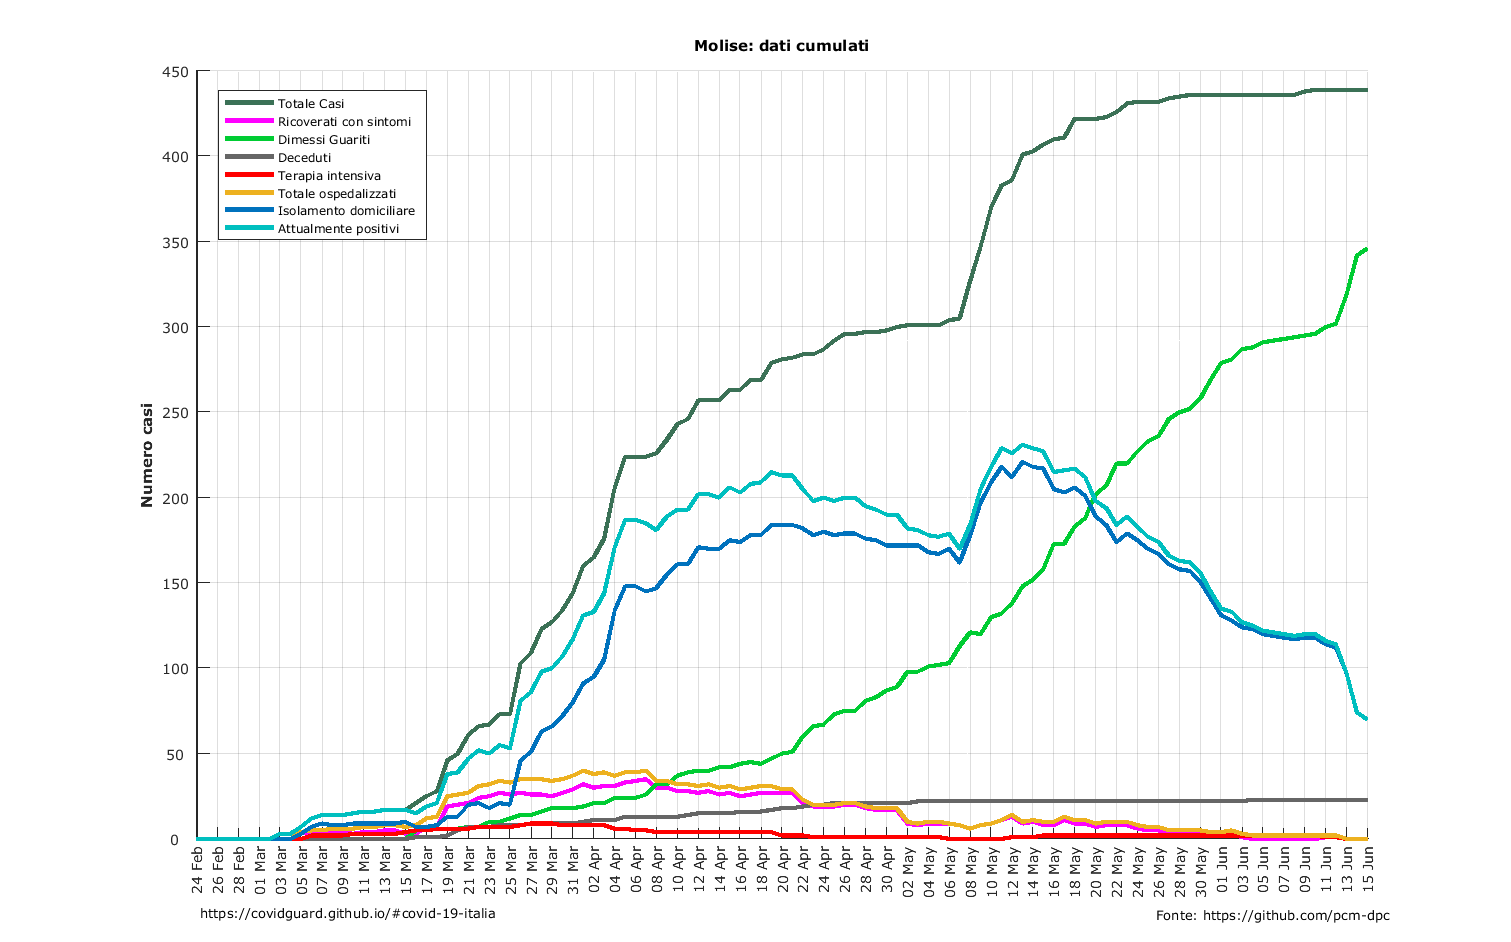 Molise: dati cumulati
Numero casi
450
400
350
300
250
200
150
100
50
0
Totale Casi
Ricoverati con sintomi
Dimessi Guariti
Deceduti
Terapia intensiva
Totale ospedalizzati
Isolamento domiciliare
Attualmente positivi
24 Feb
26 Feb
28 Feb
01 Mar
03 Mar
05 Mar
07 Mar
09 Mar
11 Mar
13 Mar
15 Mar
17 Mar
19 Mar
21 Mar
23 Mar
25 Mar
27 Mar
29 Mar
31 Mar
02 Apr
04 Apr
06 Apr
08 Apr
10 Apr
12 Apr
14 Apr
16 Apr
18 Apr
20 Apr
22 Apr
24 Apr
26 Apr
28 Apr
30 Apr
02 May
04 May
06 May
08 May
10 May
12 May
14 May
16 May
18 May
20 May
22 May
24 May
26 May
28 May
30 May
01 Jun
03 Jun
05 Jun
07 Jun
09 Jun
11 Jun
13 Jun
15 Jun
https://covidguard.github.io/#covid-19-italia
Fonte: https://github.com/pcm-dpc